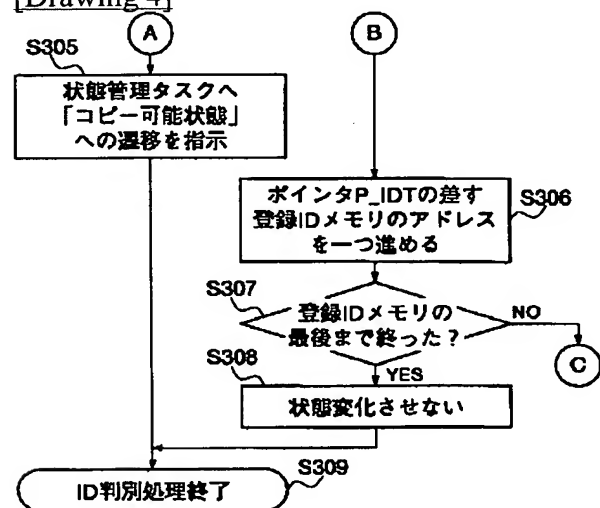 [Drawing 4]
A
B
S305
状態管理タスクへ
「コピー可能状態」
への遷移を指示
ポインタP_IDTの差す
登録IDメモリのアドレス
を一つ進める
S306
S307
登録IDメモリの
最後まで終った？
NO
C
S308
YES
状態変化させない
S309
ID判別処理終了